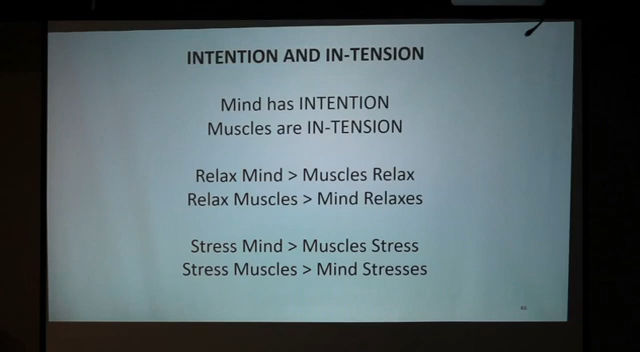 INTENTION AND IN-TENSION
Mind has INTENTION
Muscles are IN-TENSION
Relax Mind > Muscles Relax
Relax Muscles > Mind Relaxes
Stress Mind > Muscles Stress
Stress Muscles > Mind Stresses